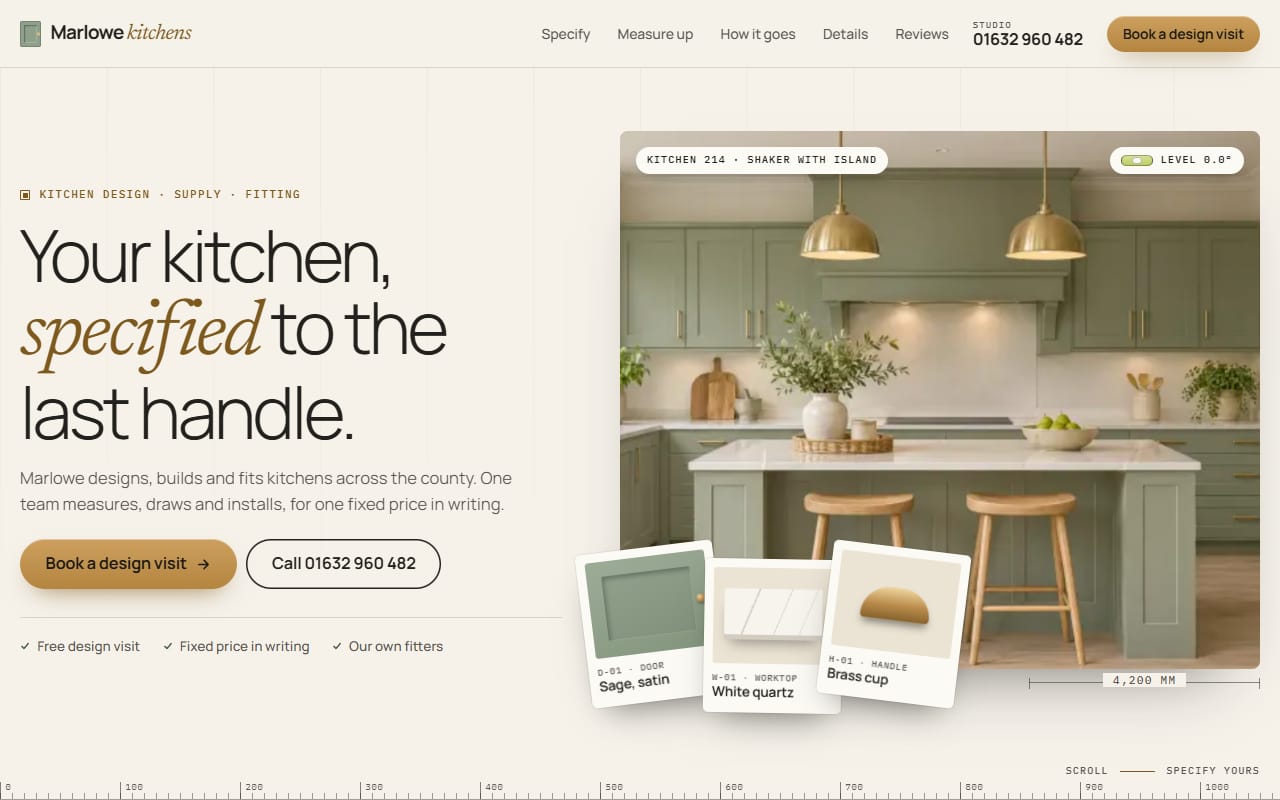 Marlowe kitchens
Specify
Measure up
How it goes
Details
Reviews
STUDIO
01632 960 482
Book a design visit
KITCHEN DESIGN · SUPPLY · FITTING
Your kitchen,
specified to the
last handle.
Marlowe designs, builds and fits kitchens across the county. One
team measures, draws and installs, for one fixed price in writing.
Book a design visit →
Call 01632 960 482
✓ Free design visit
✓ Fixed price in writing
✓ Our own fitters
KITCHEN 214 · SHAKER WITH ISLAND
LEVEL 0.0°
D-01 · DOOR
Sage, satin
W-01 · WORKTOP
White quartz
H-01 · HANDLE
Brass cup
4,200 MM
SCROLL
SPECIFY YOURS
0 100 200 300 400 500 600 700 800 900 1000